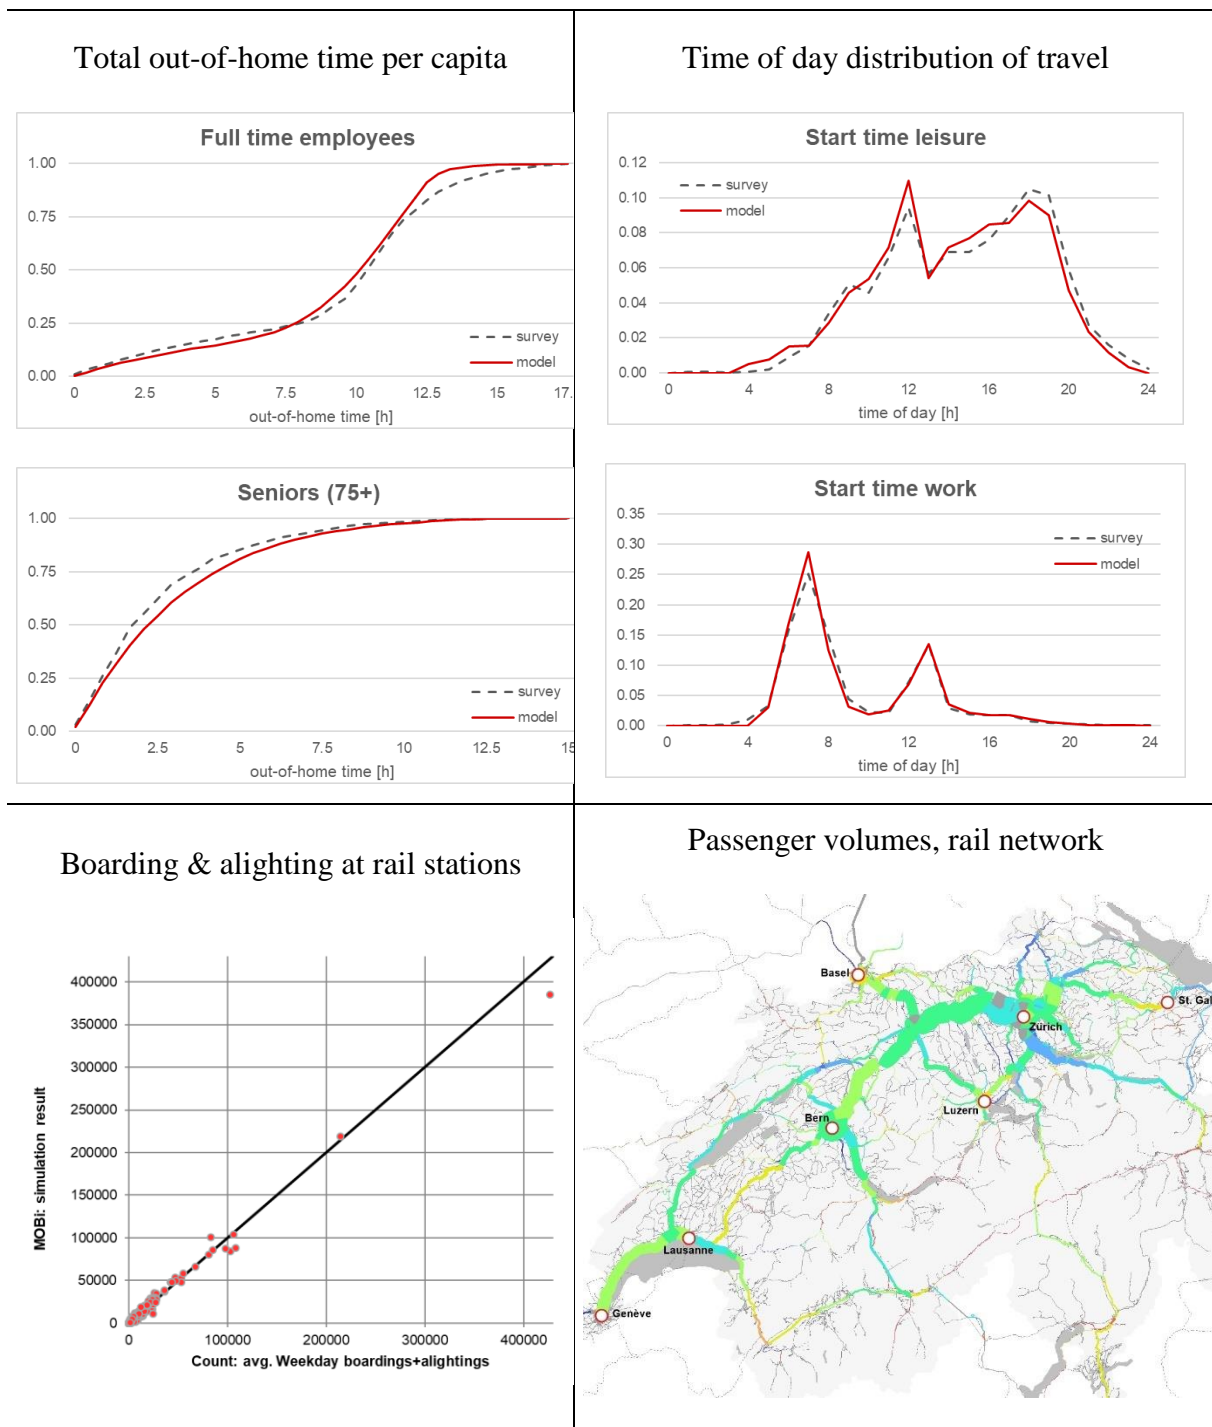 Total out-of-home time per capita
Full time employees
1.00
0.75
0.50
0.25
0.00
survey
model
0 2.5 5 7.5 10 12.5 15 17.
out-of-home time [h]
Seniors (75+)
1.00
0.75
0.50
0.25
0.00
survey
model
0 2.5 5 7.5 10 12.5 15
out-of-home time [h]
Time of day distribution of travel
Start time leisure
0.12
0.10
0.08
0.06
0.04
0.02
0.00
survey
model
0 4 8 12 16 20 24
time of day [h]
Start time work
0.35
0.30
0.25
0.20
0.15
0.10
0.05
0.00
survey
model
0 4 8 12 16 20 24
time of day [h]
Boarding & alighting at rail stations
MOBi: simulation result
400000
350000
300000
250000
200000
150000
100000
50000
0
0 100000 200000 300000 400000
Count: avg. Weekday boardings+alightings
Passenger volumes, rail network
Basel
St. Gal
Zürich
Luzern
Bern
Lausanne
Genève